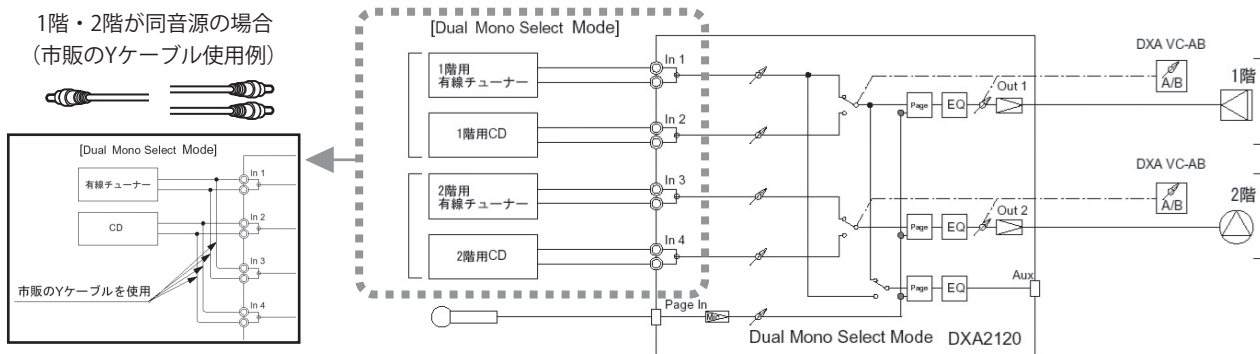 1階・2階が同音源の場合
(市販のYケーブル使用例)
[Dual Mono Select Mode]
有線チューナー
CD
In 1
In 2
In 3
In 4
市販のYケーブルを使用
[Dual Mono Select Mode]
1階用
有線チューナー
1階用CD
2階用
有線チューナー
2階用CD
In 1
In 2
In 3
In 4
Page In
Page
EQ
Out 1
Page
EQ
Out 2
Page
EQ
Aux
DXA VC-AB
A/B
1階
DXA VC-AB
A/B
2階
Dual Mono Select Mode DXA2120